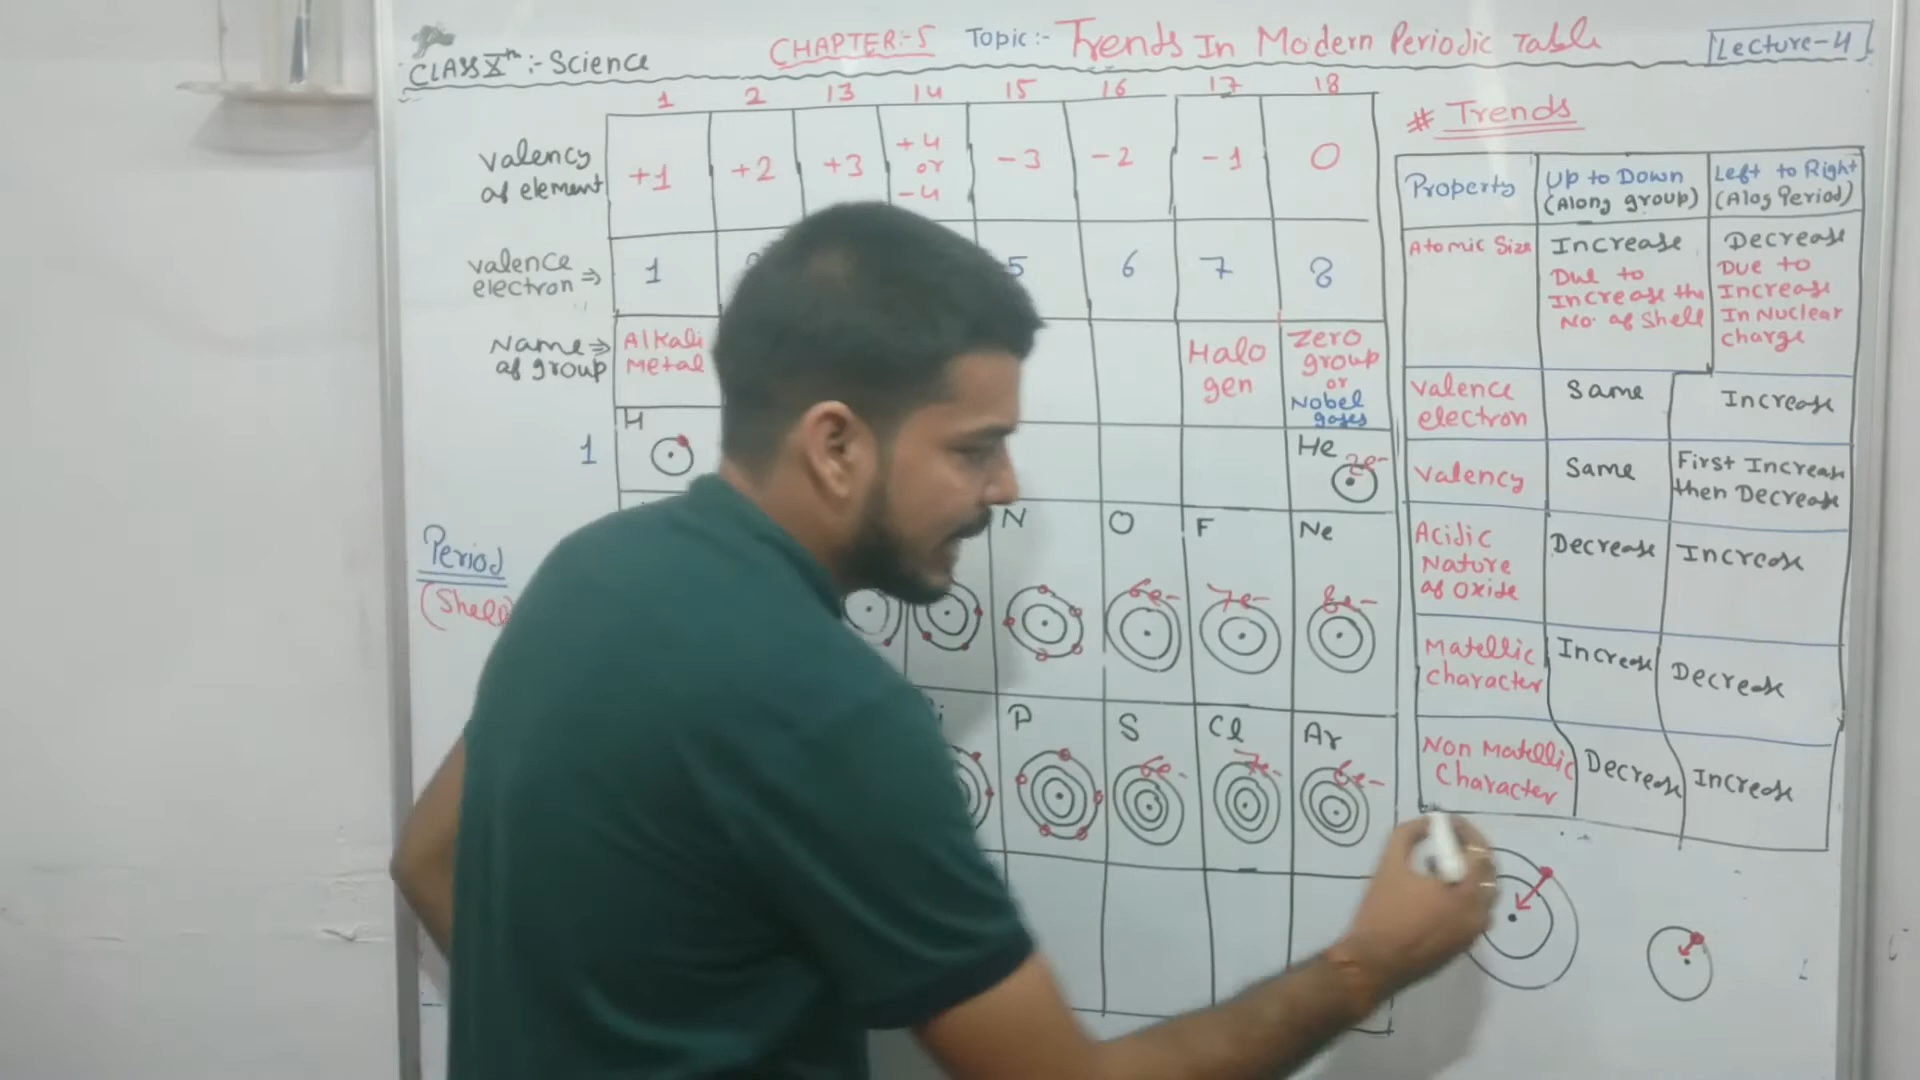 CLASS Xth :- Science
CHAPTER:-5 Topic:- Trends In Modern Periodic Table
Lecture-4
1 2 13 14 15 16 17 18
valency
of element
+1 +2 +3
+4
or
-4
-3 -2 -1 0
valence
electron ⇒
1 5 6 7 8
Name ⇒
of group
Alkali
Metal
Halo
gen
Zero
group
or
Nobel
gases
1
H
He
2e-
Period
(Shell
N O F Ne
6e- 7e- 8e-
P S Cl Ar
6e- 7e- 8e-
# Trends
Property
Up to Down
(Along group)
Left to Right
(Alog Period)
Atomic Size
Increase
Due to
Increase the
No. of Shell
Decrease
Due to
Increase
In Nuclear
charge
Valence
electron
Same
Increase
Valency
Same
First Increase
then Decrease
Acidic
Nature
of Oxide
Decrease
Increase
Matellic
character
Increase
Decrease
Non Matellic
Character
Decrease
Increase